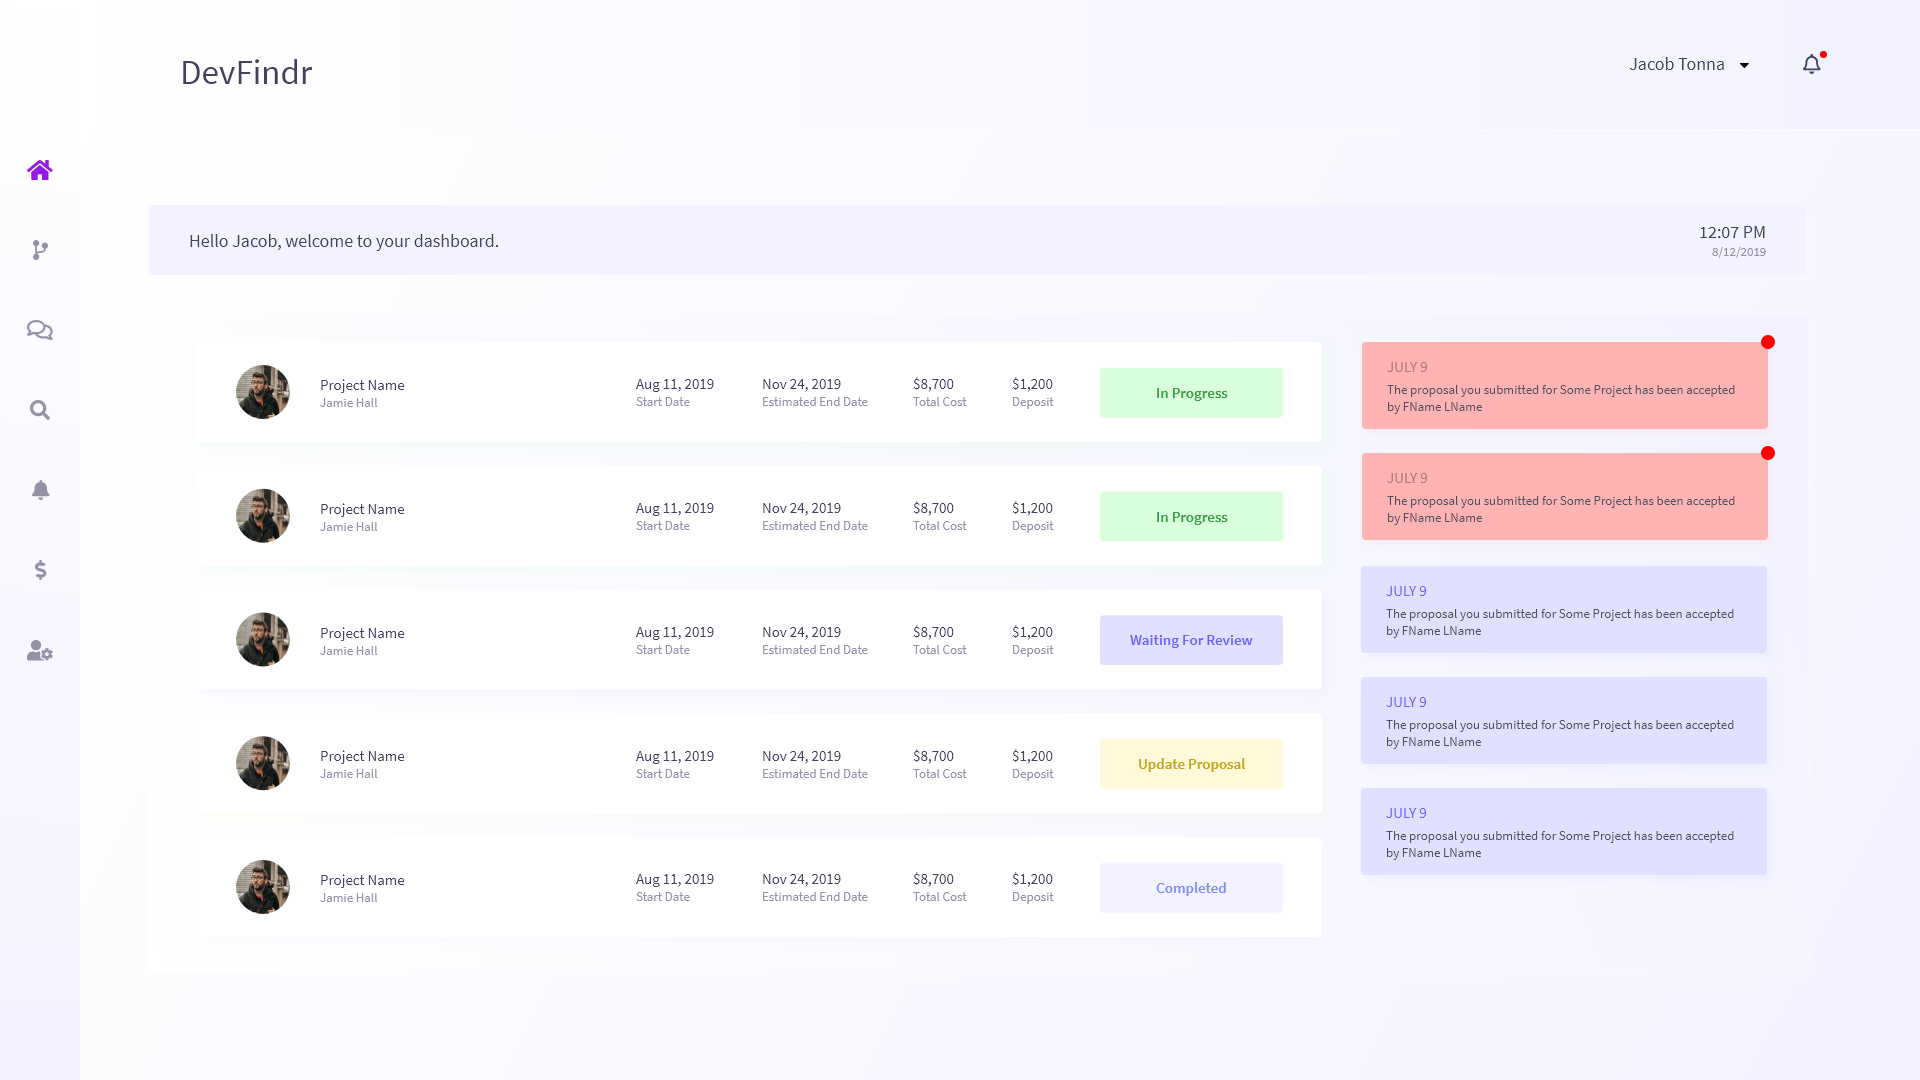 DevFindr
Jacob Tonna
Hello Jacob, welcome to your dashboard.
12:07 PM
8/12/2019
Project Name
Jamie Hall
Aug 11, 2019
Start Date
Nov 24, 2019
Estimated End Date
$8,700
Total Cost
$1,200
Deposit
In Progress
Project Name
Jamie Hall
Aug 11, 2019
Start Date
Nov 24, 2019
Estimated End Date
$8,700
Total Cost
$1,200
Deposit
In Progress
Project Name
Jamie Hall
Aug 11, 2019
Start Date
Nov 24, 2019
Estimated End Date
$8,700
Total Cost
$1,200
Deposit
Waiting For Review
Project Name
Jamie Hall
Aug 11, 2019
Start Date
Nov 24, 2019
Estimated End Date
$8,700
Total Cost
$1,200
Deposit
Update Proposal
Project Name
Jamie Hall
Aug 11, 2019
Start Date
Nov 24, 2019
Estimated End Date
$8,700
Total Cost
$1,200
Deposit
Completed
JULY 9
The proposal you submitted for Some Project has been accepted
by FName LName
JULY 9
The proposal you submitted for Some Project has been accepted
by FName LName
JULY 9
The proposal you submitted for Some Project has been accepted
by FName LName
JULY 9
The proposal you submitted for Some Project has been accepted
by FName LName
JULY 9
The proposal you submitted for Some Project has been accepted
by FName LName